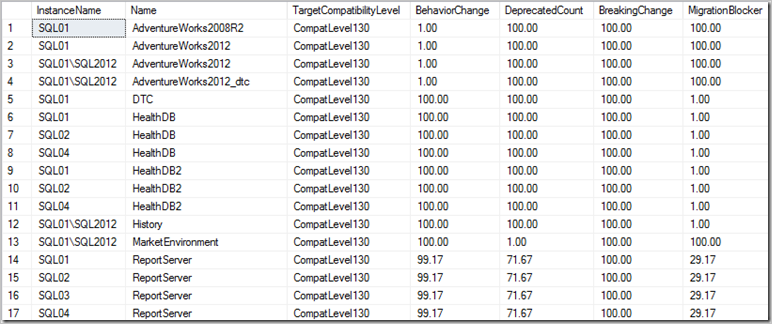 InstanceName Name TargetCompatibilityLevel BehaviorChange DeprecatedCount BreakingChange MigrationBlocker
1 SQL01 AdventureWorks2008R2 CompatLevel130 1.00 100.00 100.00 100.00
2 SQL01 AdventureWorks2012 CompatLevel130 1.00 100.00 100.00 100.00
3 SQL01\SQL2012 AdventureWorks2012 CompatLevel130 1.00 100.00 100.00 100.00
4 SQL01\SQL2012 AdventureWorks2012_dtc CompatLevel130 1.00 100.00 100.00 100.00
5 SQL01 DTC CompatLevel130 100.00 100.00 100.00 1.00
6 SQL01 HealthDB CompatLevel130 100.00 100.00 100.00 1.00
7 SQL02 HealthDB CompatLevel130 100.00 100.00 100.00 1.00
8 SQL04 HealthDB CompatLevel130 100.00 100.00 100.00 1.00
9 SQL01 HealthDB2 CompatLevel130 100.00 100.00 100.00 1.00
10 SQL02 HealthDB2 CompatLevel130 100.00 100.00 100.00 1.00
11 SQL04 HealthDB2 CompatLevel130 100.00 100.00 100.00 1.00
12 SQL01\SQL2012 History CompatLevel130 100.00 100.00 100.00 1.00
13 SQL01\SQL2012 MarketEnvironment CompatLevel130 100.00 1.00 100.00 100.00
14 SQL01 ReportServer CompatLevel130 99.17 71.67 100.00 29.17
15 SQL02 ReportServer CompatLevel130 99.17 71.67 100.00 29.17
16 SQL03 ReportServer CompatLevel130 99.17 71.67 100.00 29.17
17 SQL04 ReportServer CompatLevel130 99.17 71.67 100.00 29.17